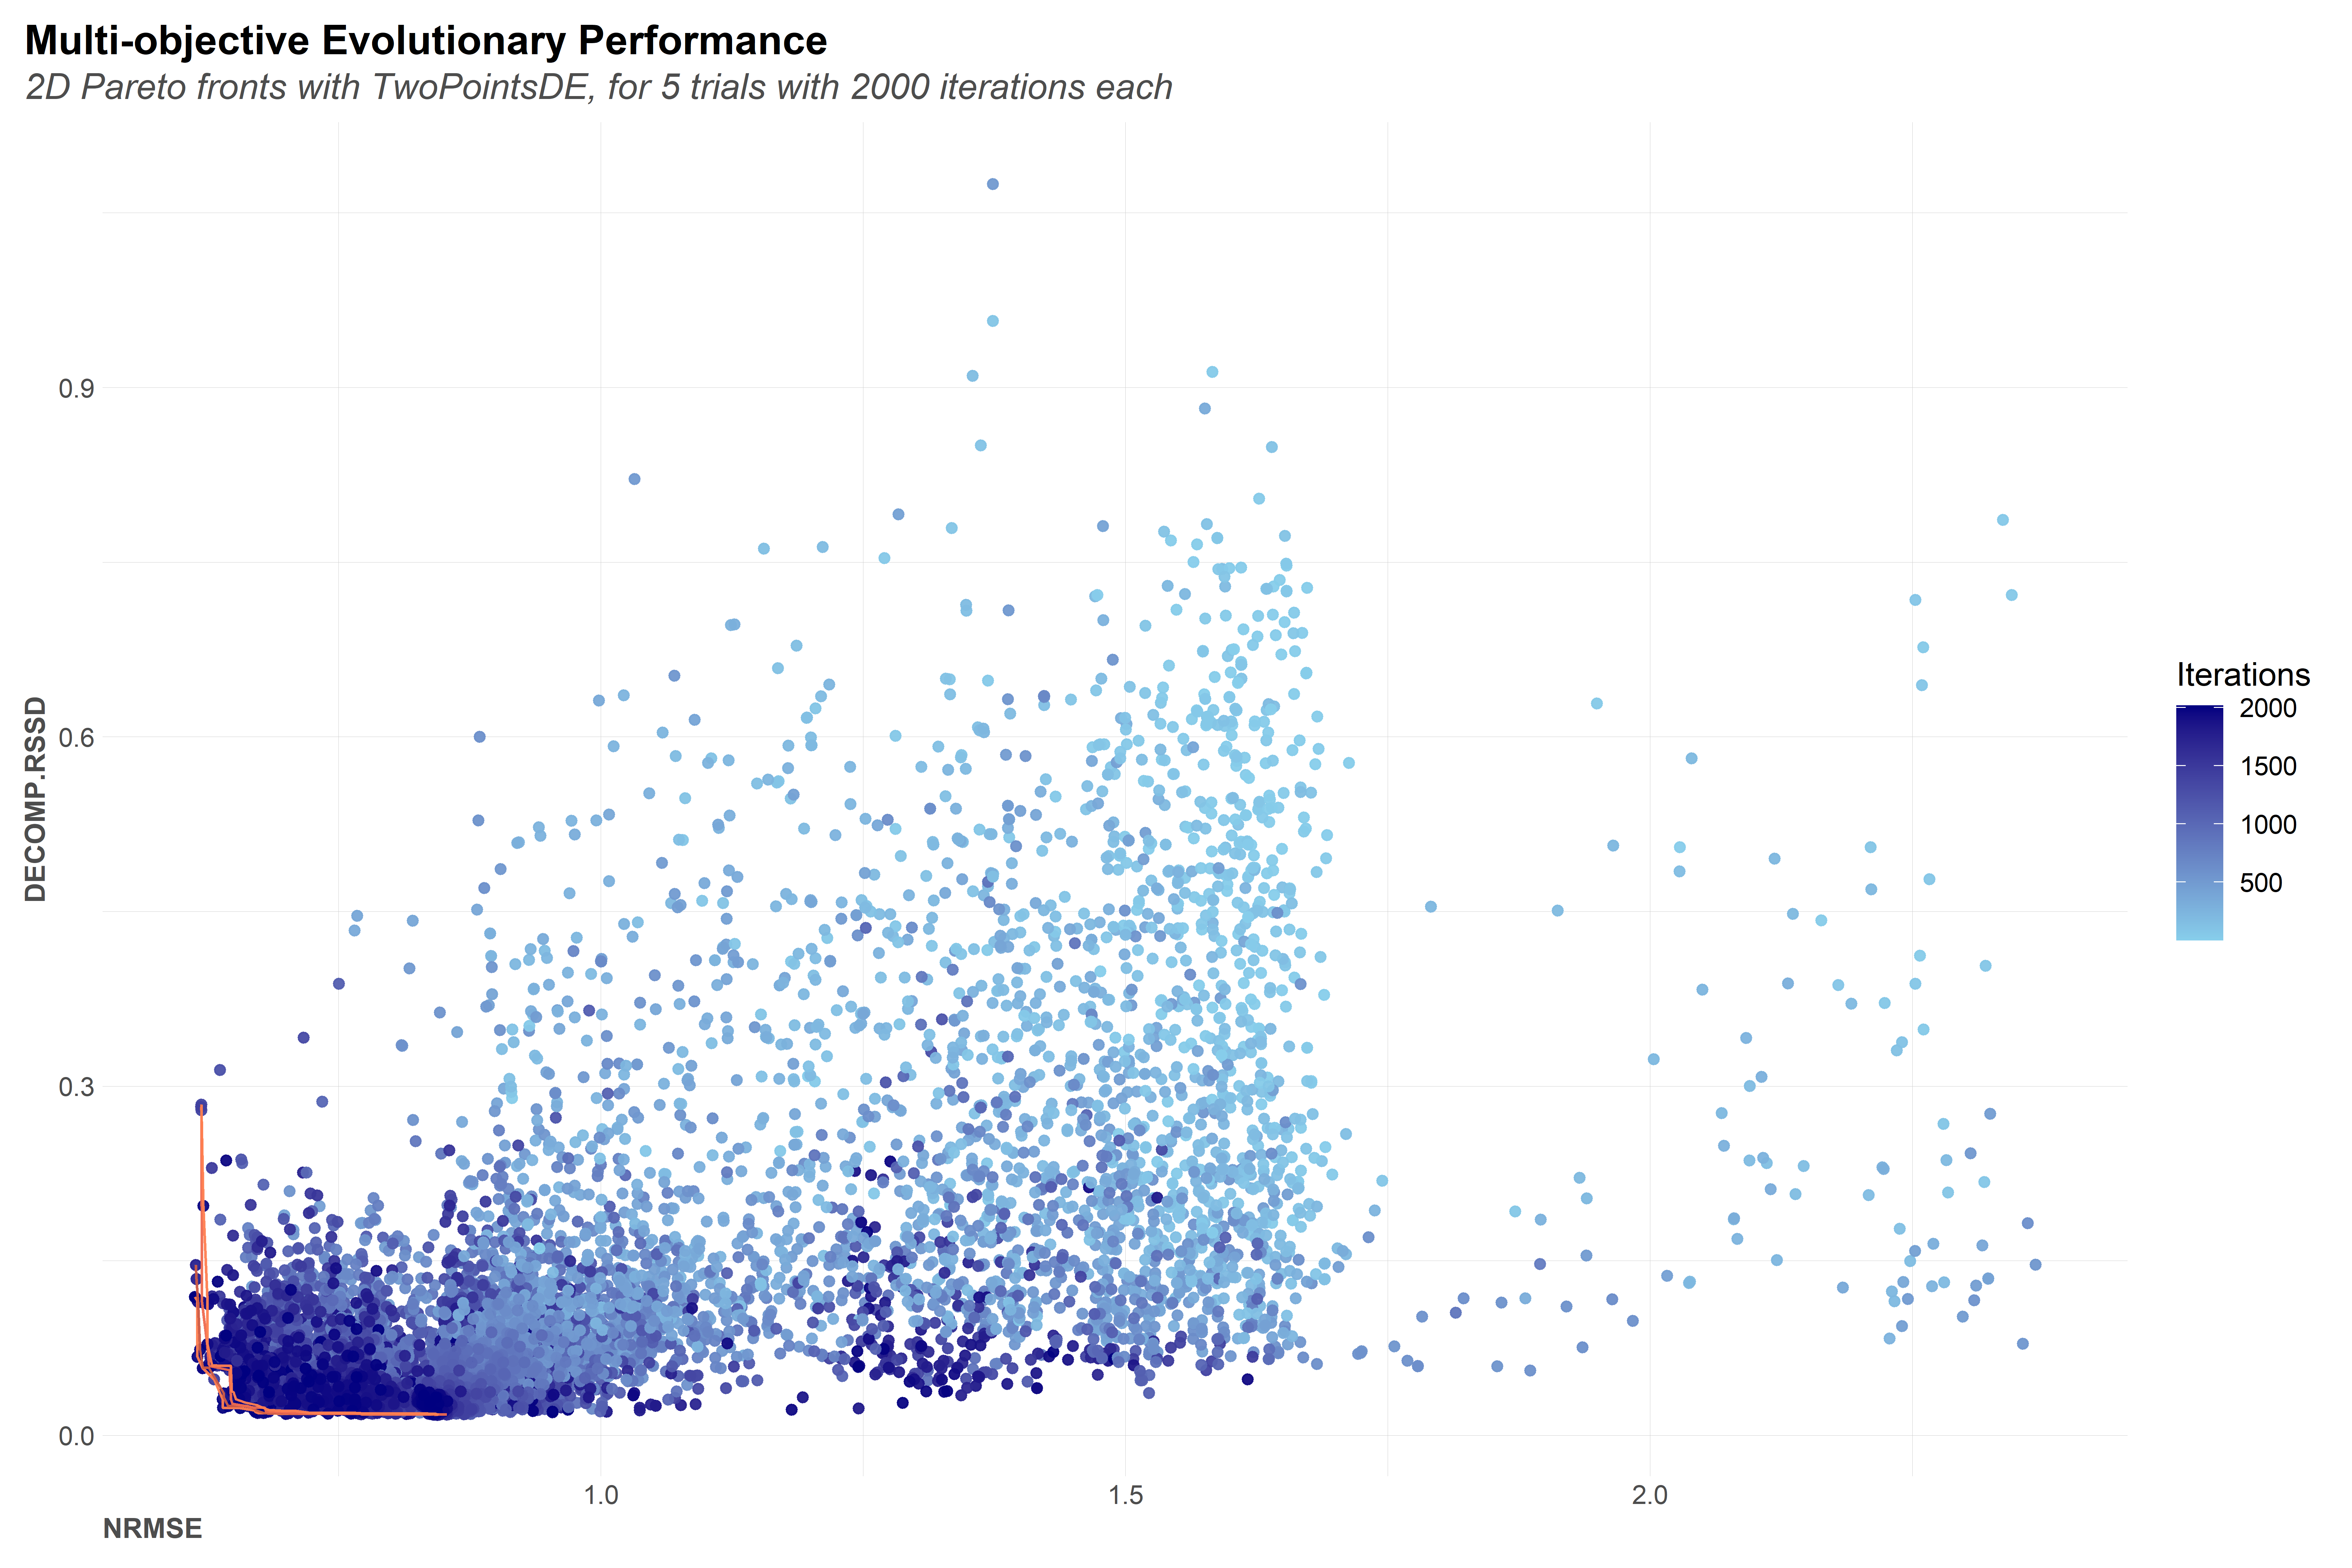 Multi-objective Evolutionary Performance
2D Pareto fronts with TwoPointsDE, for 5 trials with 2000 iterations each
DECOMP.RSSD
0.9
0.6
0.3
0.0
1.0
1.5
2.0
NRMSE
Iterations
2000
1500
1000
500